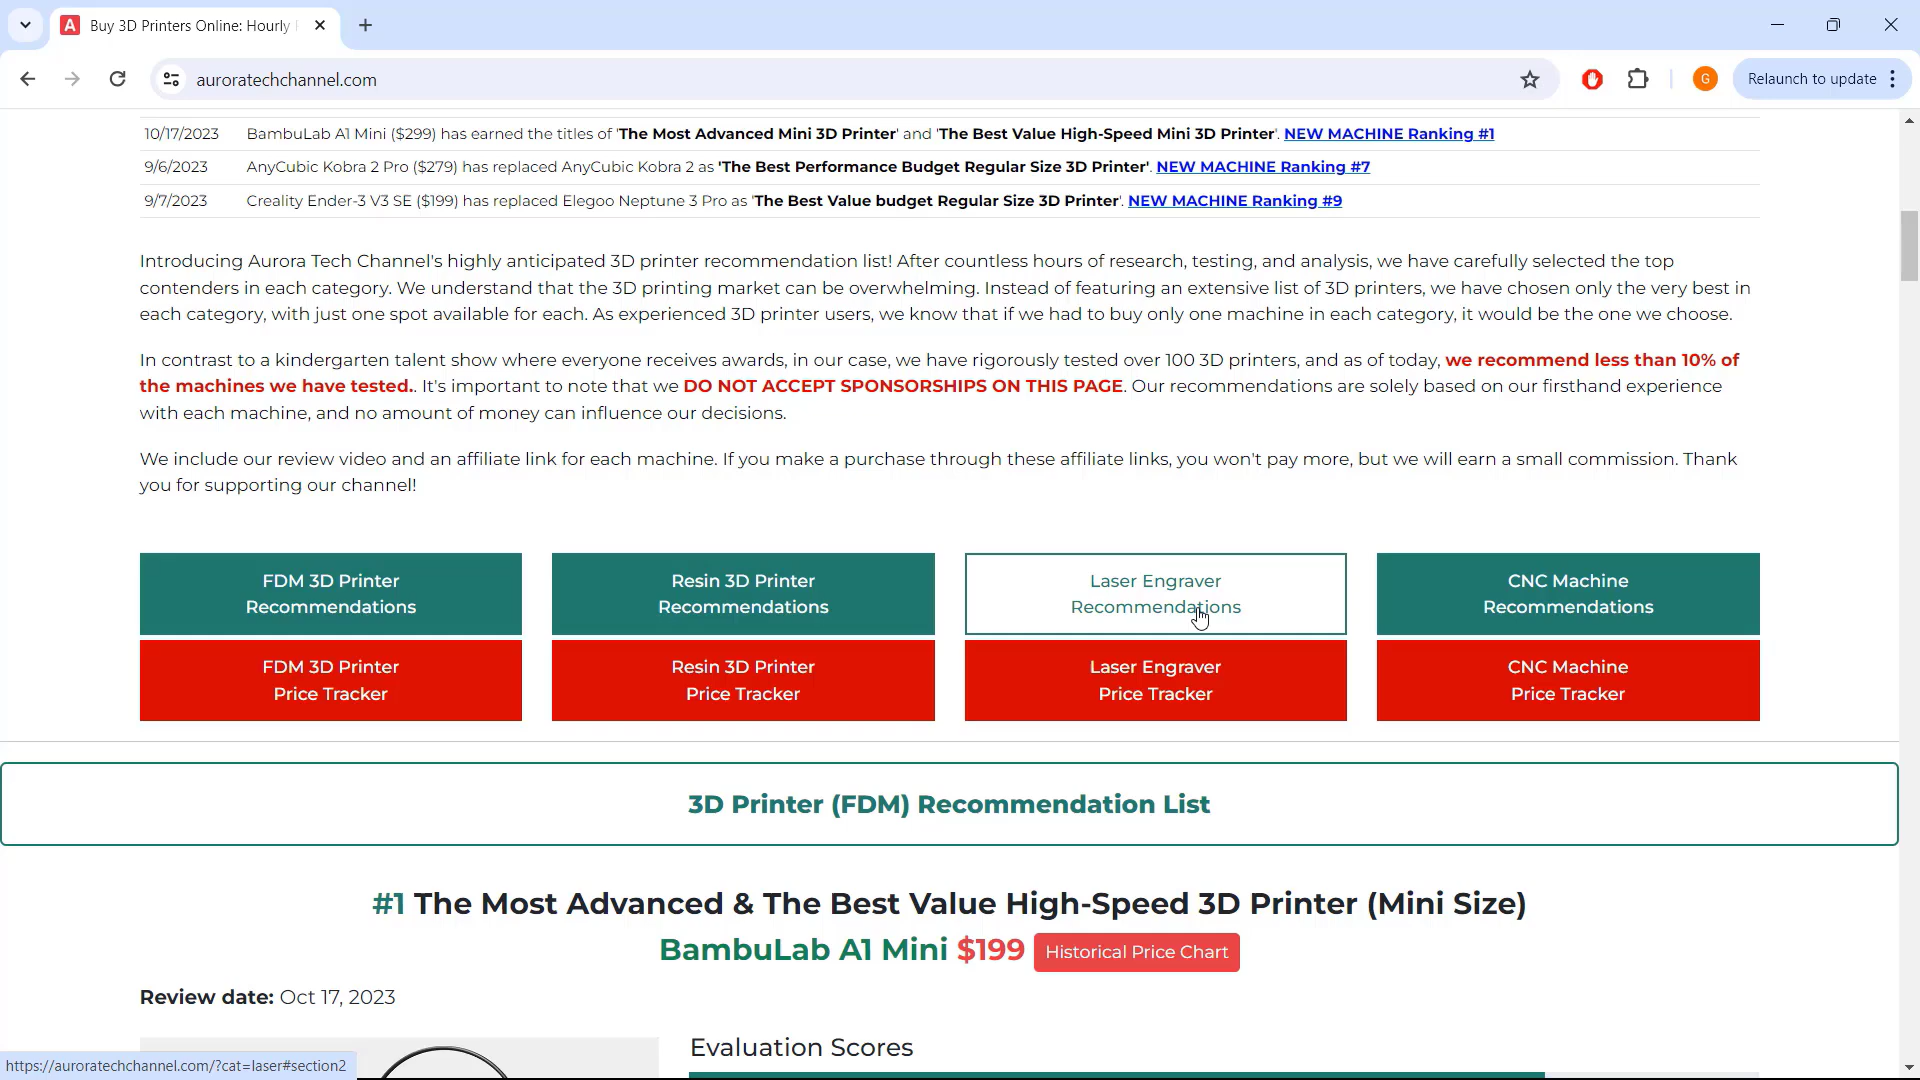 Buy 3D Printers Online: Hourly
auroratechchannel.com
G
Relaunch to update
10/17/2023 BambuLab A1 Mini ($299) has earned the titles of 'The Most Advanced Mini 3D Printer' and 'The Best Value High-Speed Mini 3D Printer'. NEW MACHINE Ranking #1
9/6/2023 AnyCubic Kobra 2 Pro ($279) has replaced AnyCubic Kobra 2 as 'The Best Performance Budget Regular Size 3D Printer'. NEW MACHINE Ranking #7
9/7/2023 Creality Ender-3 V3 SE ($199) has replaced Elegoo Neptune 3 Pro as 'The Best Value budget Regular Size 3D Printer'. NEW MACHINE Ranking #9
Introducing Aurora Tech Channel's highly anticipated 3D printer recommendation list! After countless hours of research, testing, and analysis, we have carefully selected the top
contenders in each category. We understand that the 3D printing market can be overwhelming. Instead of featuring an extensive list of 3D printers, we have chosen only the very best in
each category, with just one spot available for each. As experienced 3D printer users, we know that if we had to buy only one machine in each category, it would be the one we choose.
In contrast to a kindergarten talent show where everyone receives awards, in our case, we have rigorously tested over 100 3D printers, and as of today, we recommend less than 10% of
the machines we have tested.. It's important to note that we DO NOT ACCEPT SPONSORSHIPS ON THIS PAGE. Our recommendations are solely based on our firsthand experience
with each machine, and no amount of money can influence our decisions.
We include our review video and an affiliate link for each machine. If you make a purchase through these affiliate links, you won't pay more, but we will earn a small commission. Thank
you for supporting our channel!
FDM 3D Printer
Recommendations
Resin 3D Printer
Recommendations
Laser Engraver
Recommendations
CNC Machine
Recommendations
FDM 3D Printer
Price Tracker
Resin 3D Printer
Price Tracker
Laser Engraver
Price Tracker
CNC Machine
Price Tracker
3D Printer (FDM) Recommendation List
#1 The Most Advanced & The Best Value High-Speed 3D Printer (Mini Size)
BambuLab A1 Mini $199 Historical Price Chart
Review date: Oct 17, 2023
Evaluation Scores
https://auroratechchannel.com/?cat=laser#section2